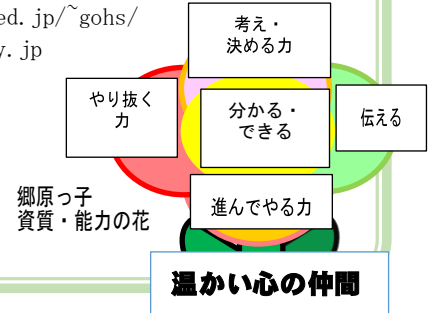 ed.jp/~gohs/
y.jp
考え・
決める力
やり抜く
力
分かる・
できる
伝える
郷原っ子
資質・能力の花
進んでやる力
温かい心の仲間